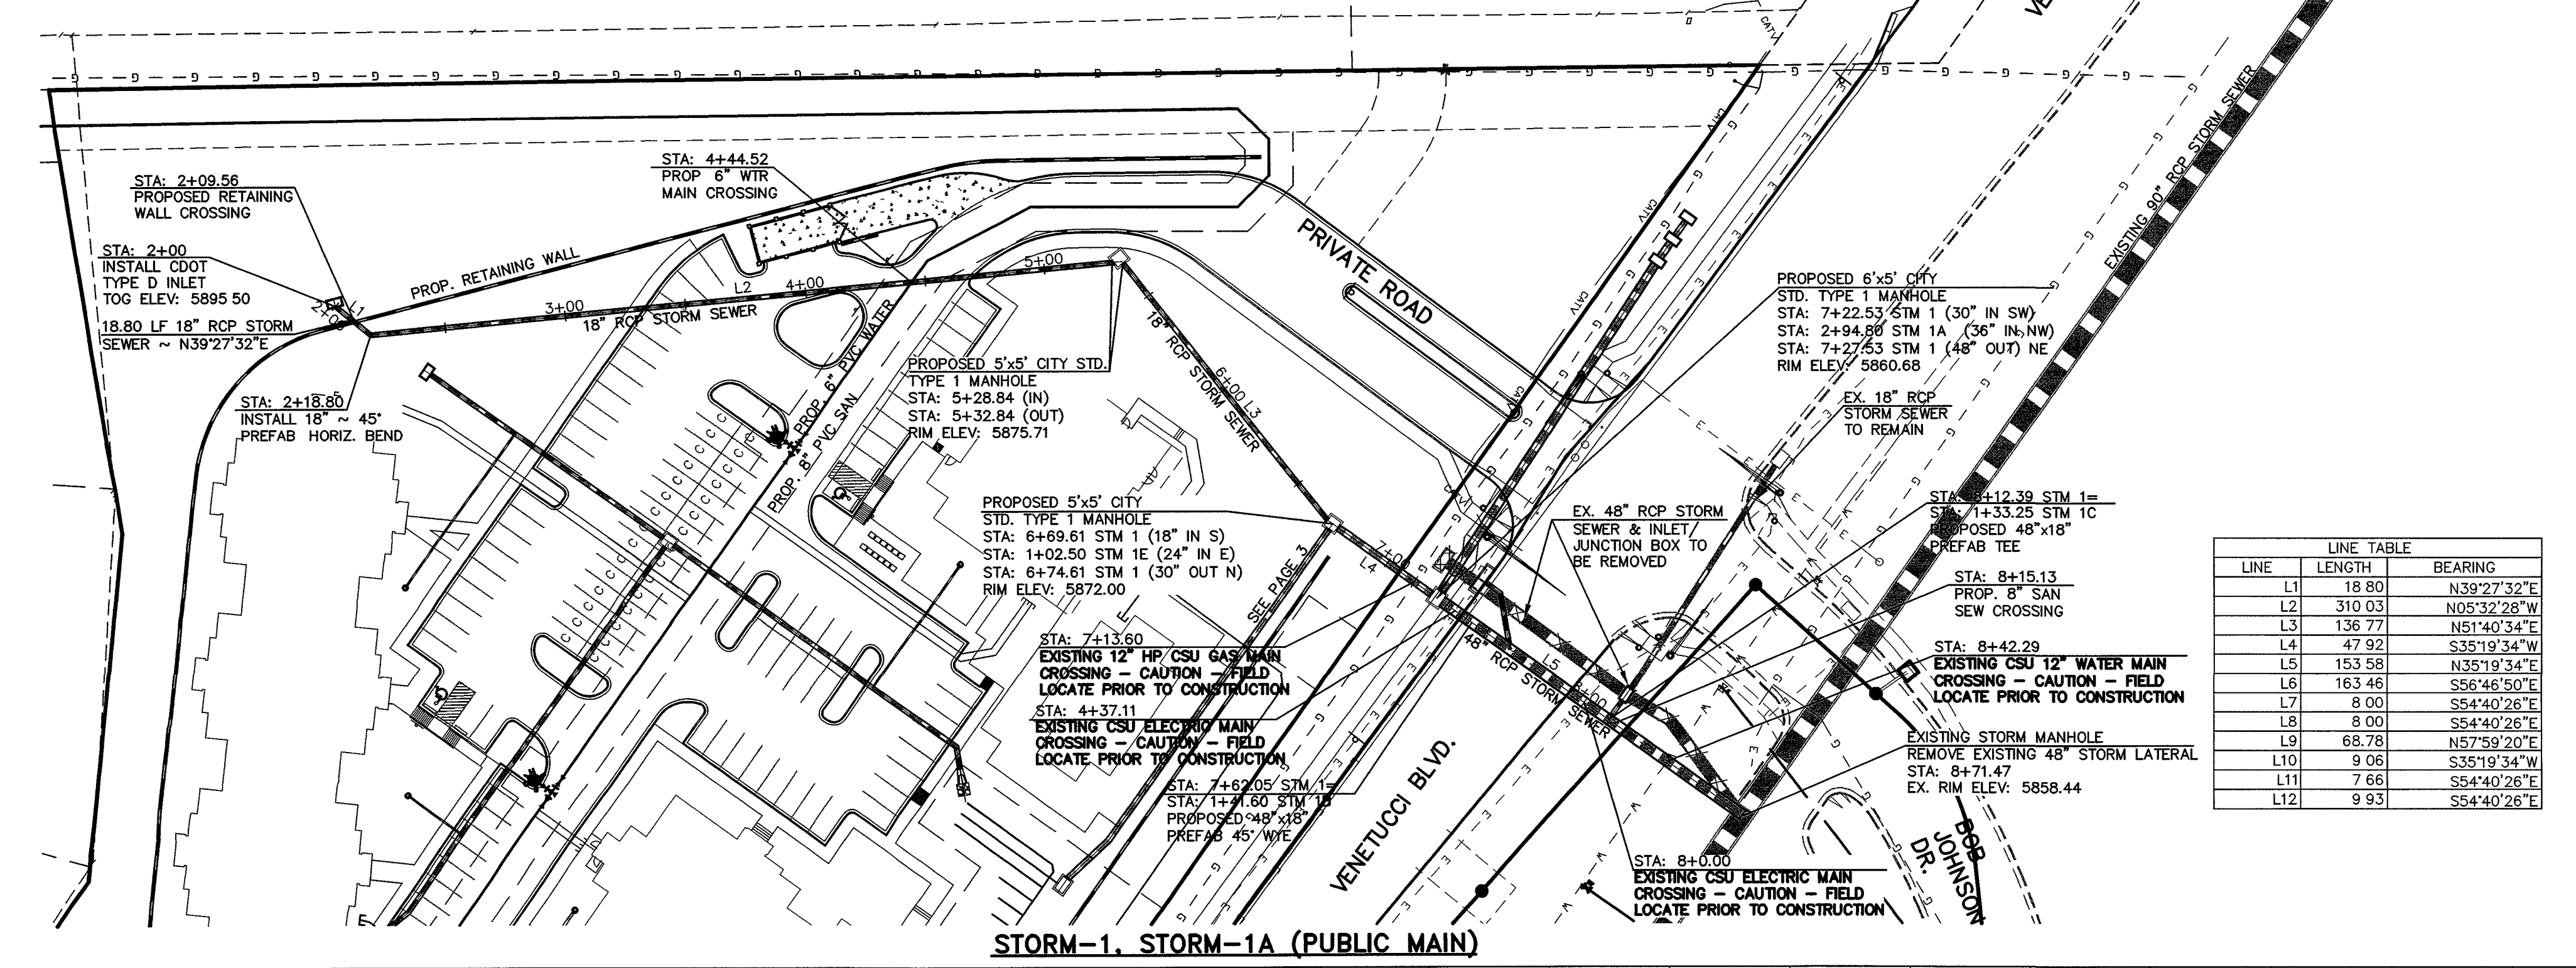 STA: 2+09.56
PROPOSED RETAINING
WALL CROSSING
STA: 2+00
INSTALL CDOT
TYPE D INLET
TOG ELEV: 5895 50
18.80 LF 18" RCP STORM
SEWER ~ N39°27'32"E
STA: 2+18.80
INSTALL 18" ~ 45°
PREFAB HORIZ. BEND
L1
PROP. RETAINING WALL
3+00
18" RCP STORM SEWER
L2
4+00
5+00
STA: 4+44.52
PROP 6" WTR
MAIN CROSSING
PROP. 6" PVC WATER
PROP. 8" PVC SAN
PROPOSED 5'x5' CITY STD.
TYPE 1 MANHOLE
STA: 5+28.84 (IN)
STA: 5+32.84 (OUT)
RIM ELEV: 5875.71
18" RCP STORM SEWER
6+00 L3
PRIVATE ROAD
PROPOSED 5'x5' CITY
STD. TYPE 1 MANHOLE
STA: 6+69.61 STM 1 (18" IN S)
STA: 1+02.50 STM 1E (24" IN E)
STA: 6+74.61 STM 1 (30" OUT N)
RIM ELEV: 5872.00
SEE PAGE 3
L4
STA: 7+13.60
EXISTING 12" HP CSU GAS MAIN
CROSSING – CAUTION – FIELD
LOCATE PRIOR TO CONSTRUCTION
STA: 4+37.11
EXISTING CSU ELECTRIC MAIN
CROSSING – CAUTION – FIELD
LOCATE PRIOR TO CONSTRUCTION
STA: 7+62.05 STM 1=
PROPOSED 48"x18"
PREFAB 45° WYE
VENETUCCI BLVD.
48" RCP STORM SEWER
L5
EX. 48" RCP STORM
SEWER & INLET/
JUNCTION BOX TO
BE REMOVED
PROPOSED 6'x5' CITY
STD. TYPE 1 MANHOLE
STA: 7+22.53 STM 1 (30" IN SW)
STA: 2+94.80 STM 1A (36" IN NW)
STA: 7+27.53 STM 1 (48" OUT) NE
RIM ELEV: 5860.68
EX. 18" RCP
STORM SEWER
TO REMAIN
EXISTING 90" RCP STORM SEWER
STA: 8+12.39 STM 1=
STA: 1+33.25 STM 1C
PROPOSED 48"x18"
PREFAB TEE
STA: 8+15.13
PROP. 8" SAN
SEW CROSSING
STA: 8+42.29
EXISTING CSU 12" WATER MAIN
CROSSING – CAUTION – FIELD
LOCATE PRIOR TO CONSTRUCTION
EXISTING STORM MANHOLE
REMOVE EXISTING 48" STORM LATERAL
STA: 8+71.47
EX. RIM ELEV: 5858.44
STA: 8+0.00
EXISTING CSU ELECTRIC MAIN
CROSSING – CAUTION – FIELD
LOCATE PRIOR TO CONSTRUCTION
BOB
JOHNSON
DR.
LINE TABLE
LINE LENGTH BEARING
L1 18 80 N39°27'32"E
L2 310 03 N05°32'28"W
L3 136 77 N51°40'34"E
L4 47 92 S35°19'34"W
L5 153 58 N35°19'34"E
L6 163 46 S56°46'50"E
L7 8 00 S54°40'26"E
L8 8 00 S54°40'26"E
L9 68.78 N57°59'20"E
L10 9 06 S35°19'34"W
L11 7 66 S54°40'26"E
L12 9 93 S54°40'26"E
STORM–1, STORM–1A (PUBLIC MAIN)